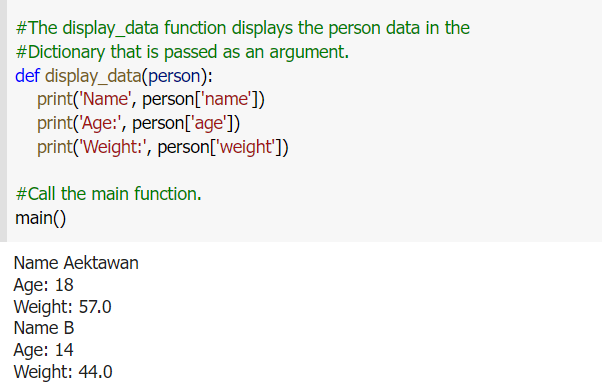 #The display_data function displays the person data in the
#Dictionary that is passed as an argument.
def display_data(person):
    print('Name', person['name'])
    print('Age:', person['age'])
    print('Weight:', person['weight'])
#Call the main function.
main()
Name Aektawan
Age: 18
Weight: 57.0
Name B
Age: 14
Weight: 44.0